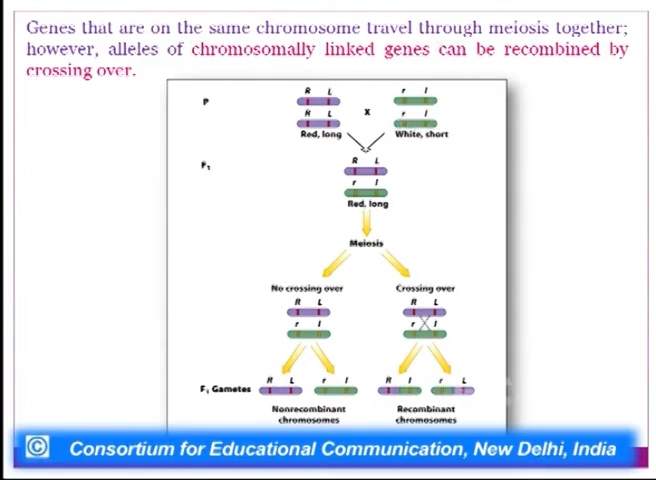 Genes that are on the same chromosome travel through meiosis together;
however, alleles of chromosomally linked genes can be recombined by
crossing over.
P
R L
r l
R L
X
r l
Red, long
White, short
F1
R L
r l
Red, long
Meiosis
No crossing over
Crossing over
R L
R L
r l
r l
F1 Gametes
R L
r l
R l
r L
Nonrecombinant
chromosomes
Recombinant
chromosomes
© Consortium for Educational Communication, New Delhi, India